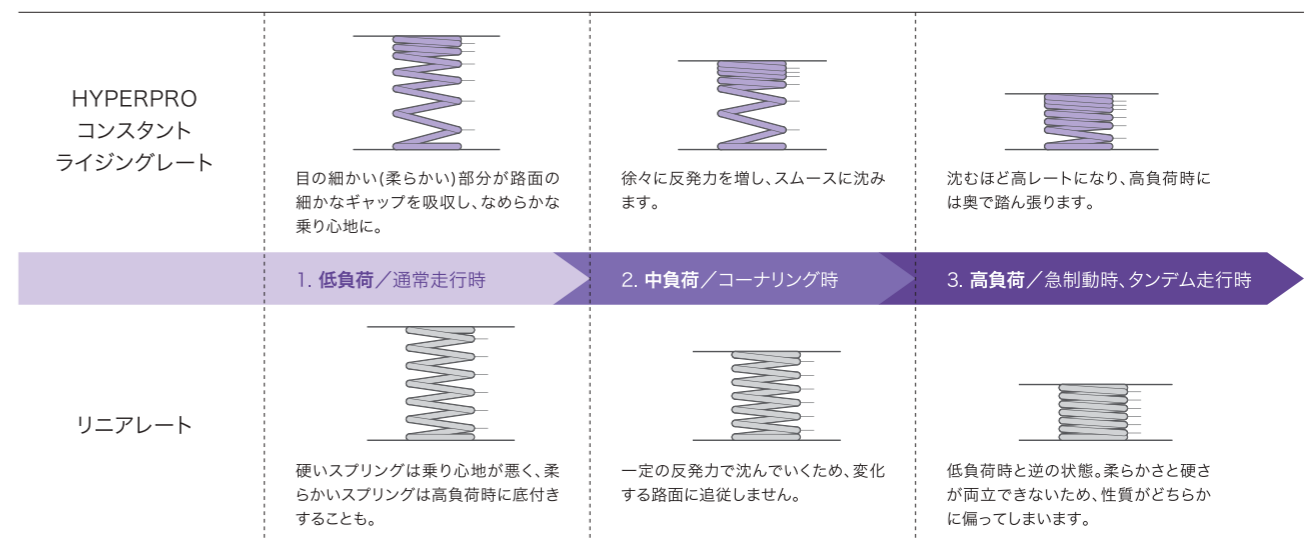 HYPERPRO
コンスタント
ライジングレート
目の細かい(柔らかい)部分が路面の
細かなギャップを吸収し、なめらかな
乗り心地に。
徐々に反発力を増し、スムースに沈み
ます。
沈むほど高レートになり、高負荷時に
は奥で踏ん張ります。
1. 低負荷／通常走行時
2. 中負荷／コーナリング時
3. 高負荷／急制動時、タンデム走行時
リニアレート
硬いスプリングは乗り心地が悪く、柔
らかいスプリングは高負荷時に底付き
することも。
一定の反発力で沈んでいくため、変化
する路面に追従しません。
低負荷時と逆の状態。柔らかさと硬さ
が両立できないため、性質がどちらか
に偏ってしまいます。